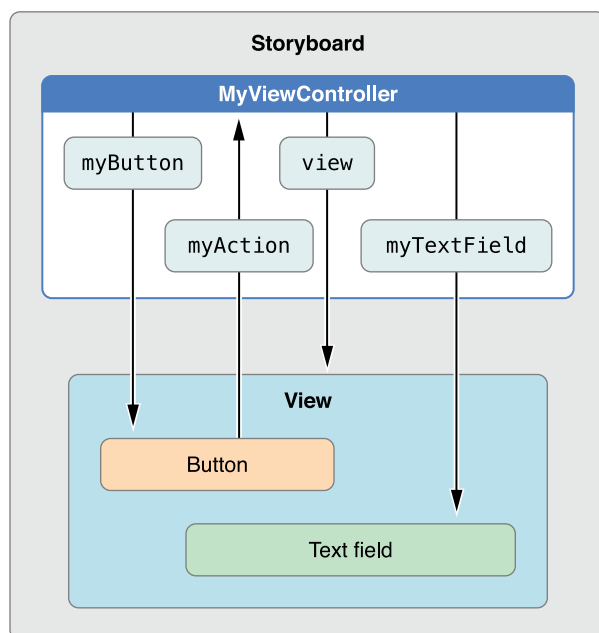 Storyboard
MyViewController
myButton
view
myAction
myTextField
View
Button
Text field